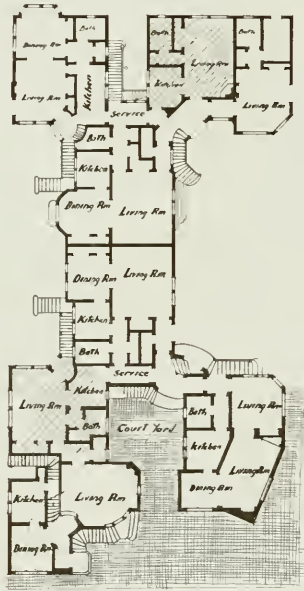 Bath
Dining Rm
Living Rm
Kitchen
Bath
Living Rm
Kitchen
Bath
Living Rm
Service
Bath
Kitchen
Dining Rm
Living Rm
Dining Rm
Living Rm
Kitchen
Bath
Service
Living Rm
Kitchen
Bath
Court Yard
Bath
Kitchen
Living Rm
Living Rm
Dining Rm
Kitchen
Living Rm
Dining Rm